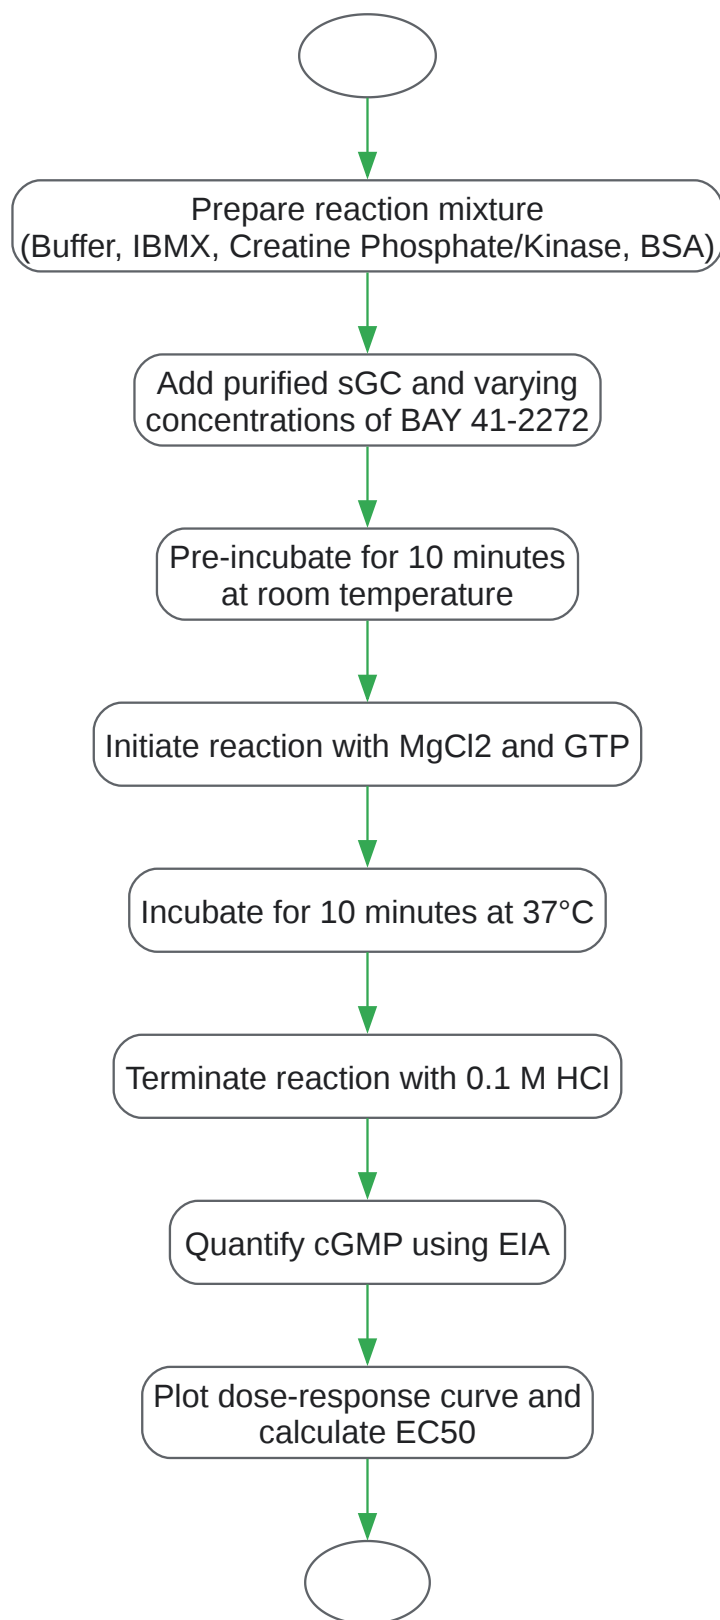 Prepare reaction mixture
(Buffer, IBMX, Creatine Phosphate/Kinase, BSA)
Add purified sGC and varying
concentrations of BAY 41-2272
Pre-incubate for 10 minutes
at room temperature
Initiate reaction with MgCl2 and GTP
Incubate for 10 minutes at 37°C
Terminate reaction with 0.1 M HCl
Quantify cGMP using EIA
Plot dose-response curve and
calculate EC50